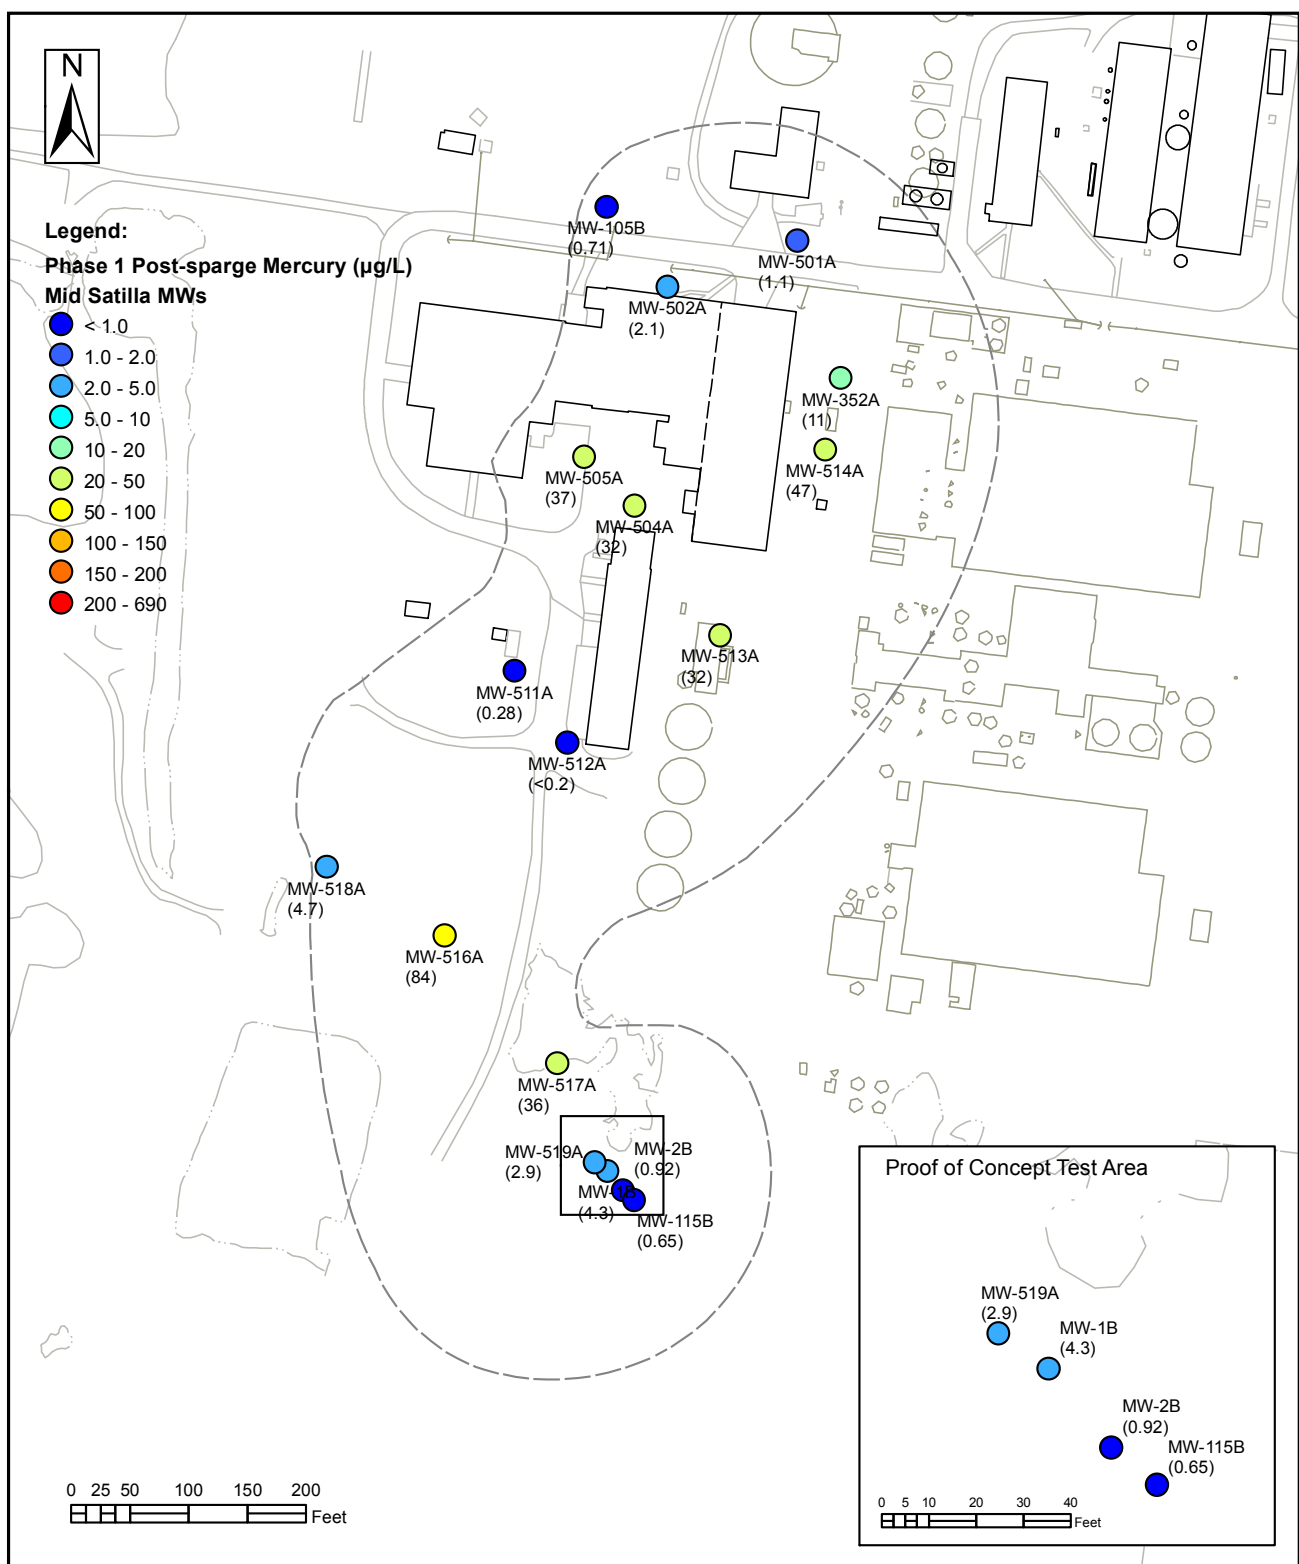 N
Legend:
Phase 1 Post-sparge Mercury (µg/L)
Mid Satilla MWs
< 1.0
1.0 - 2.0
2.0 - 5.0
5.0 - 10
10 - 20
20 - 50
50 - 100
100 - 150
150 - 200
200 - 690
MW-105B
(0.71)
MW-501A
(1.1)
MW-502A
(2.1)
MW-352A
(11)
MW-514A
(47)
MW-505A
(37)
MW-504A
(32)
MW-513A
(32)
MW-511A
(0.28)
MW-512A
(<0.2)
MW-518A
(4.7)
MW-516A
(84)
MW-517A
(36)
MW-519A
(2.9)
MW-2B
(0.92)
MW-1B
(4.3)
MW-115B
(0.65)
Proof of Concept Test Area
MW-519A
(2.9)
MW-1B
(4.3)
MW-2B
(0.92)
MW-115B
(0.65)
0 5 10 20 30 40
Feet
0 25 50 100 150 200
Feet